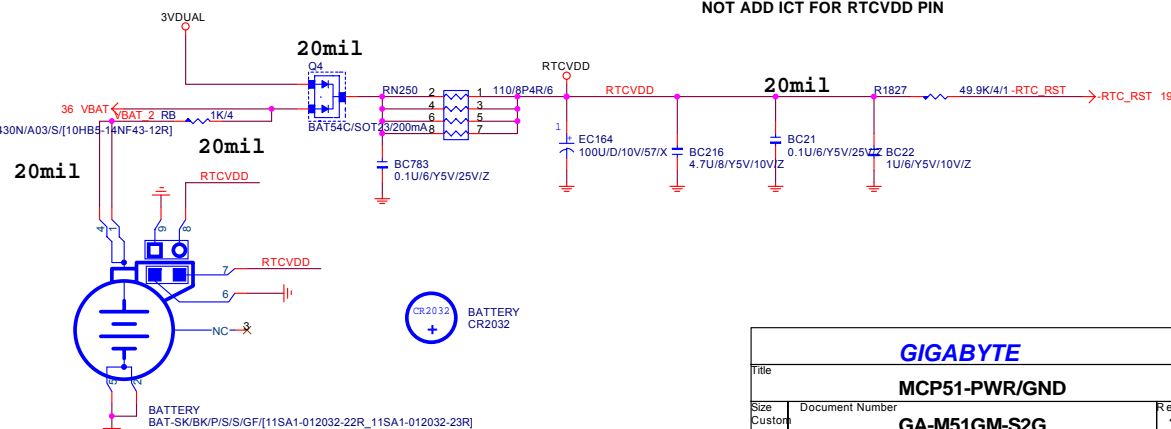 NOT ADD ICT FOR RTCVDD PIN
3VDUAL
20mil
Q4
BAT54C/SOT23/200mA
36 VBAT
VBAT_2 RB 1K/4
430N/A03/S/[10HB5-14NF43-12R]
20mil
20mil
RN250 2 1 110/8P4R/6
4 3
6 5
8 7
BC783
0.1U/6/Y5V/25V/Z
RTCVDD
RTCVDD
1
EC164
100U/D/10V/57/X
BC216
4.7U/8/Y5V/10V/Z
20mil
BC21
0.1U/6/Y5V/25V/Z
BC22
1U/6/Y5V/10V/Z
R1827 49.9K/4/1 -RTC_RST
-RTC_RST 19
RTCVDD
4 1 9 8
7 RTCVDD
6
NC 3
5 2
BATTERY
BAT-SK/BK/P/S/S/GF/[11SA1-012032-22R_11SA1-012032-23R]
CR2032
+
BATTERY
CR2032
GIGABYTE
Title
MCP51-PWR/GND
Size
Custom
Document Number
GA-M51GM-S2G